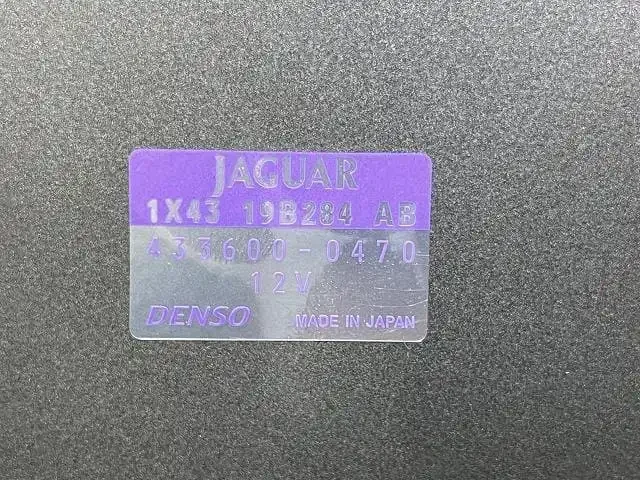 JAGUAR
1X43 19B284 AB
433600-0470
12V
DENSO MADE IN JAPAN